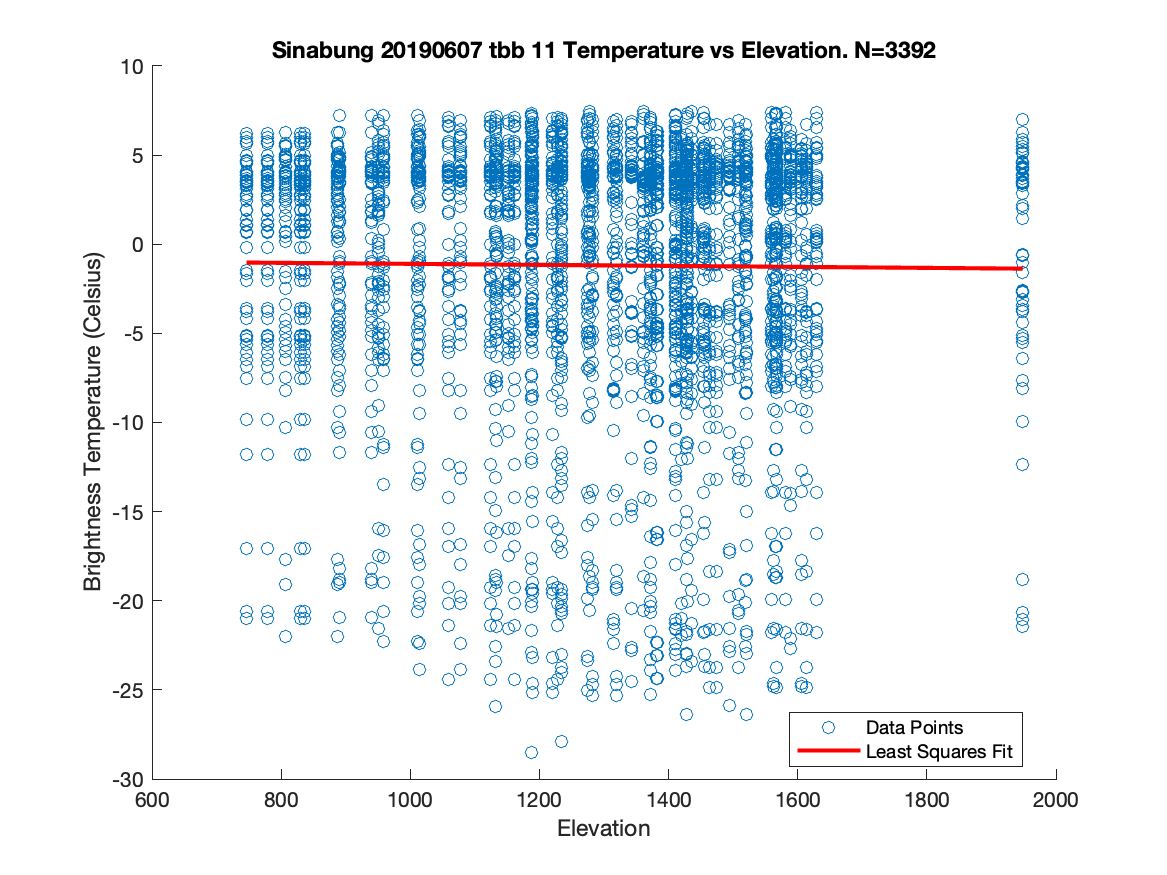 Sinabung 20190607 tbb 11 Temperature vs Elevation. N=3392
10
5
0
-5
-10
-15
-20
-25
-30
Brightness Temperature (Celsius)
Data Points
Least Squares Fit
600 800 1000 1200 1400 1600 1800 2000
Elevation